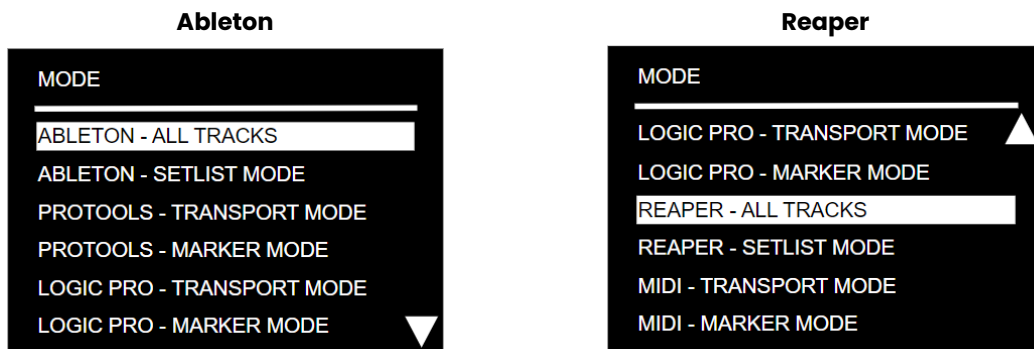 Ableton
MODE
ABLETON - ALL TRACKS
ABLETON - SETLIST MODE
PROTOOLS - TRANSPORT MODE
PROTOOLS - MARKER MODE
LOGIC PRO - TRANSPORT MODE
LOGIC PRO - MARKER MODE
Reaper
MODE
LOGIC PRO - TRANSPORT MODE
LOGIC PRO - MARKER MODE
REAPER - ALL TRACKS
REAPER - SETLIST MODE
MIDI - TRANSPORT MODE
MIDI - MARKER MODE